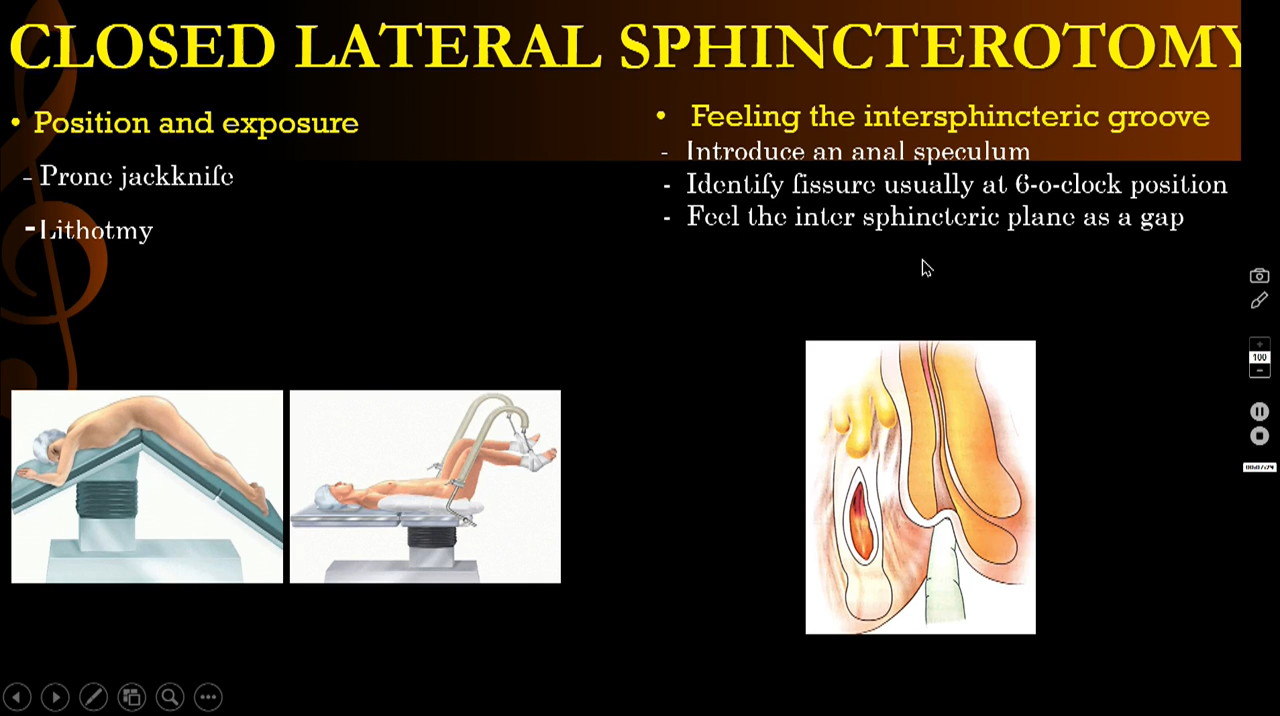 CLOSED LATERAL SPHINCTEROTOMY
• Position and exposure
- Prone jackknife
- Lithotmy
• Feeling the intersphincteric groove
- Introduce an anal speculum
- Identify fissure usually at 6-o-clock position
- Feel the inter sphincteric plane as a gap
100